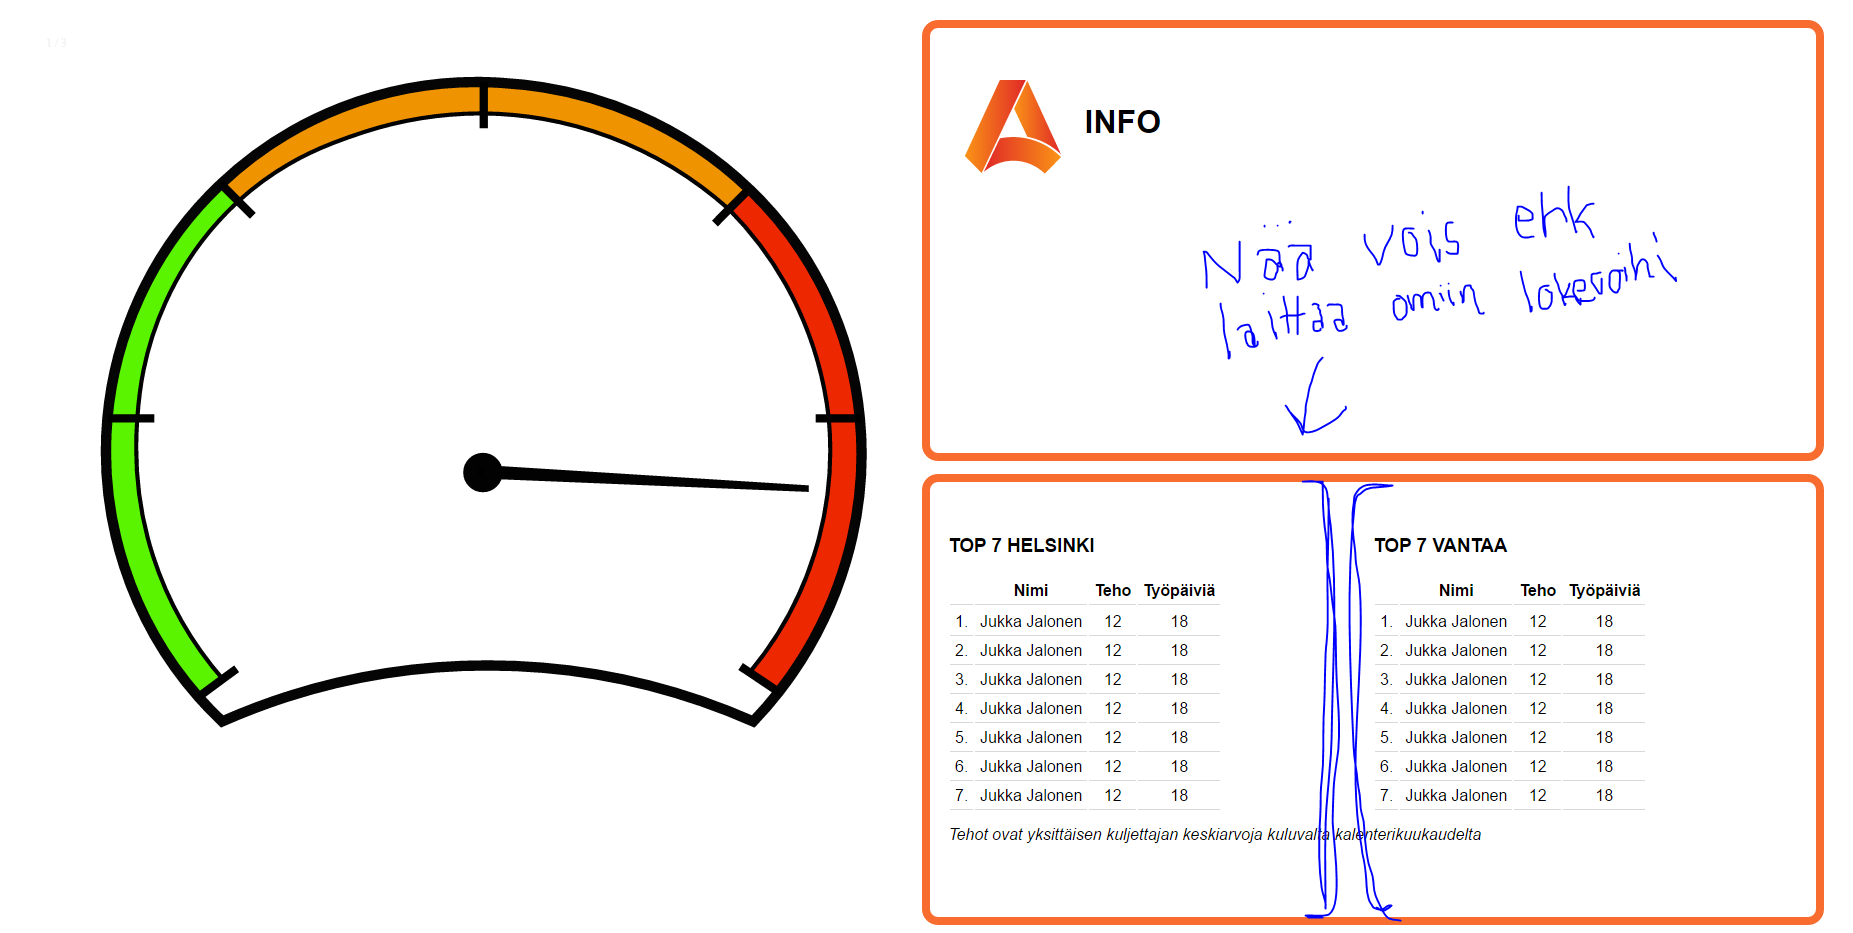 1 / 3
INFO
Nää vois ehk
laittaa omiin lokeroihi
TOP 7 HELSINKI
Nimi Teho Työpäiviä
1. Jukka Jalonen 12 18
2. Jukka Jalonen 12 18
3. Jukka Jalonen 12 18
4. Jukka Jalonen 12 18
5. Jukka Jalonen 12 18
6. Jukka Jalonen 12 18
7. Jukka Jalonen 12 18
TOP 7 VANTAA
Nimi Teho Työpäiviä
1. Jukka Jalonen 12 18
2. Jukka Jalonen 12 18
3. Jukka Jalonen 12 18
4. Jukka Jalonen 12 18
5. Jukka Jalonen 12 18
6. Jukka Jalonen 12 18
7. Jukka Jalonen 12 18
Tehot ovat yksittäisen kuljettajan keskiarvoja kuluvalta kalenterikuukaudelta